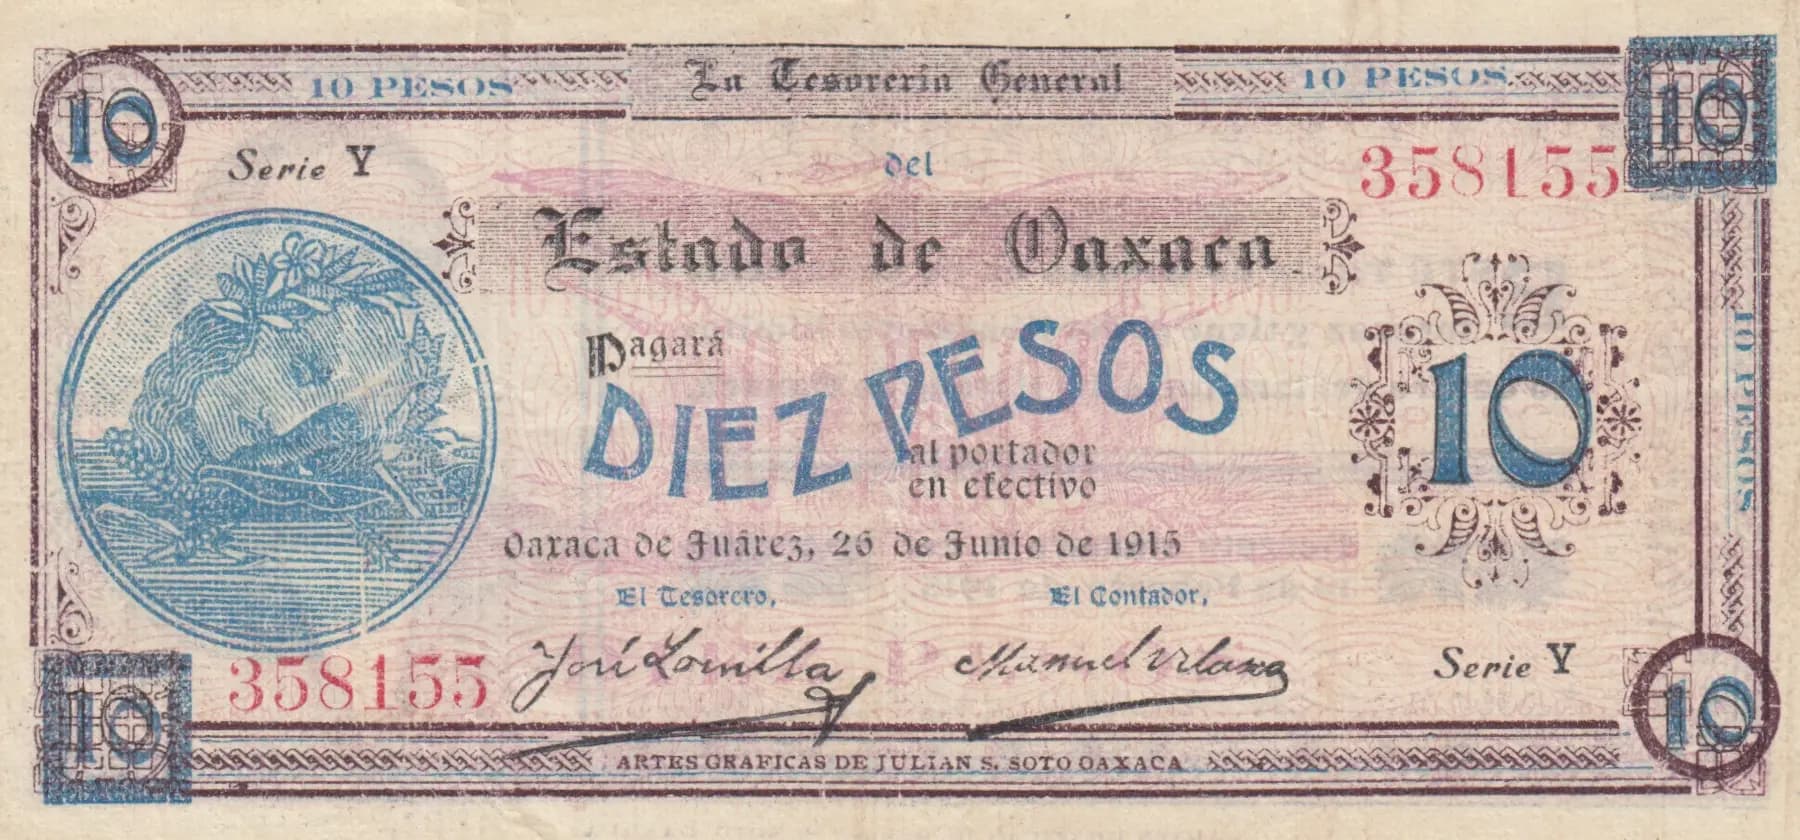 10
10 PESOS
La Tesorería General
10 PESOS
10
Serie Y
del
358155
Estado de Oaxaca
Pagará
DIEZ PESOS
10
10 PESOS
al portador
en efectivo
Oaxaca de Juárez, 26 de Junio de 1915
El Tesorero,
El Contador,
358155
Serie Y
10
10
ARTES GRAFICAS DE JULIAN S. SOTO OAXACA